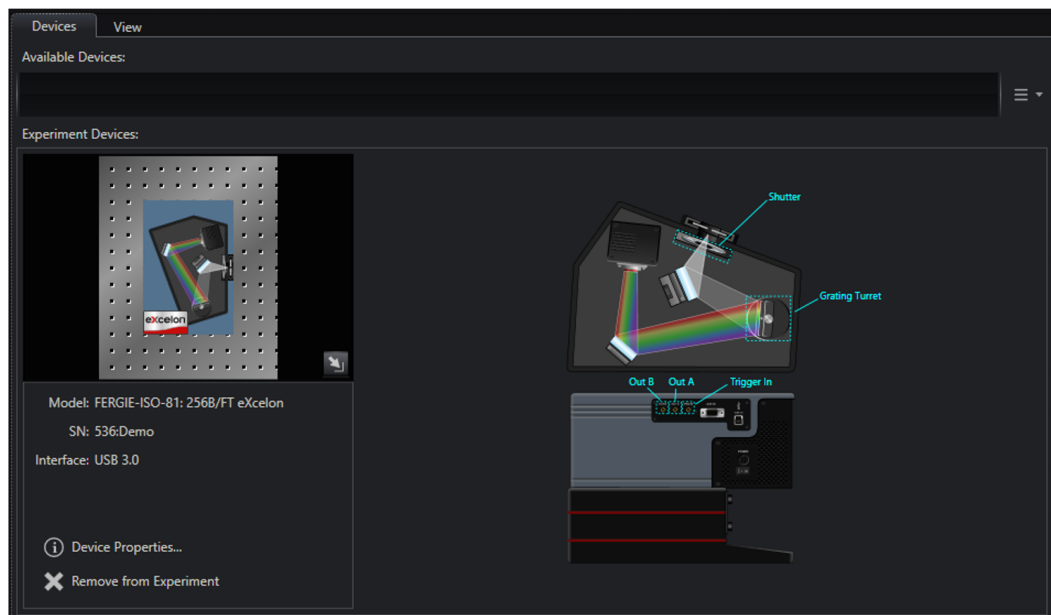 Devices
View
Available Devices:
Experiment Devices:
eXcelon
Model: FERGIE-ISO-81: 256B/FT eXcelon
SN: 536:Demo
Interface: USB 3.0
Device Properties...
Remove from Experiment
Shutter
Grating Turret
Out B
Out A
Trigger In